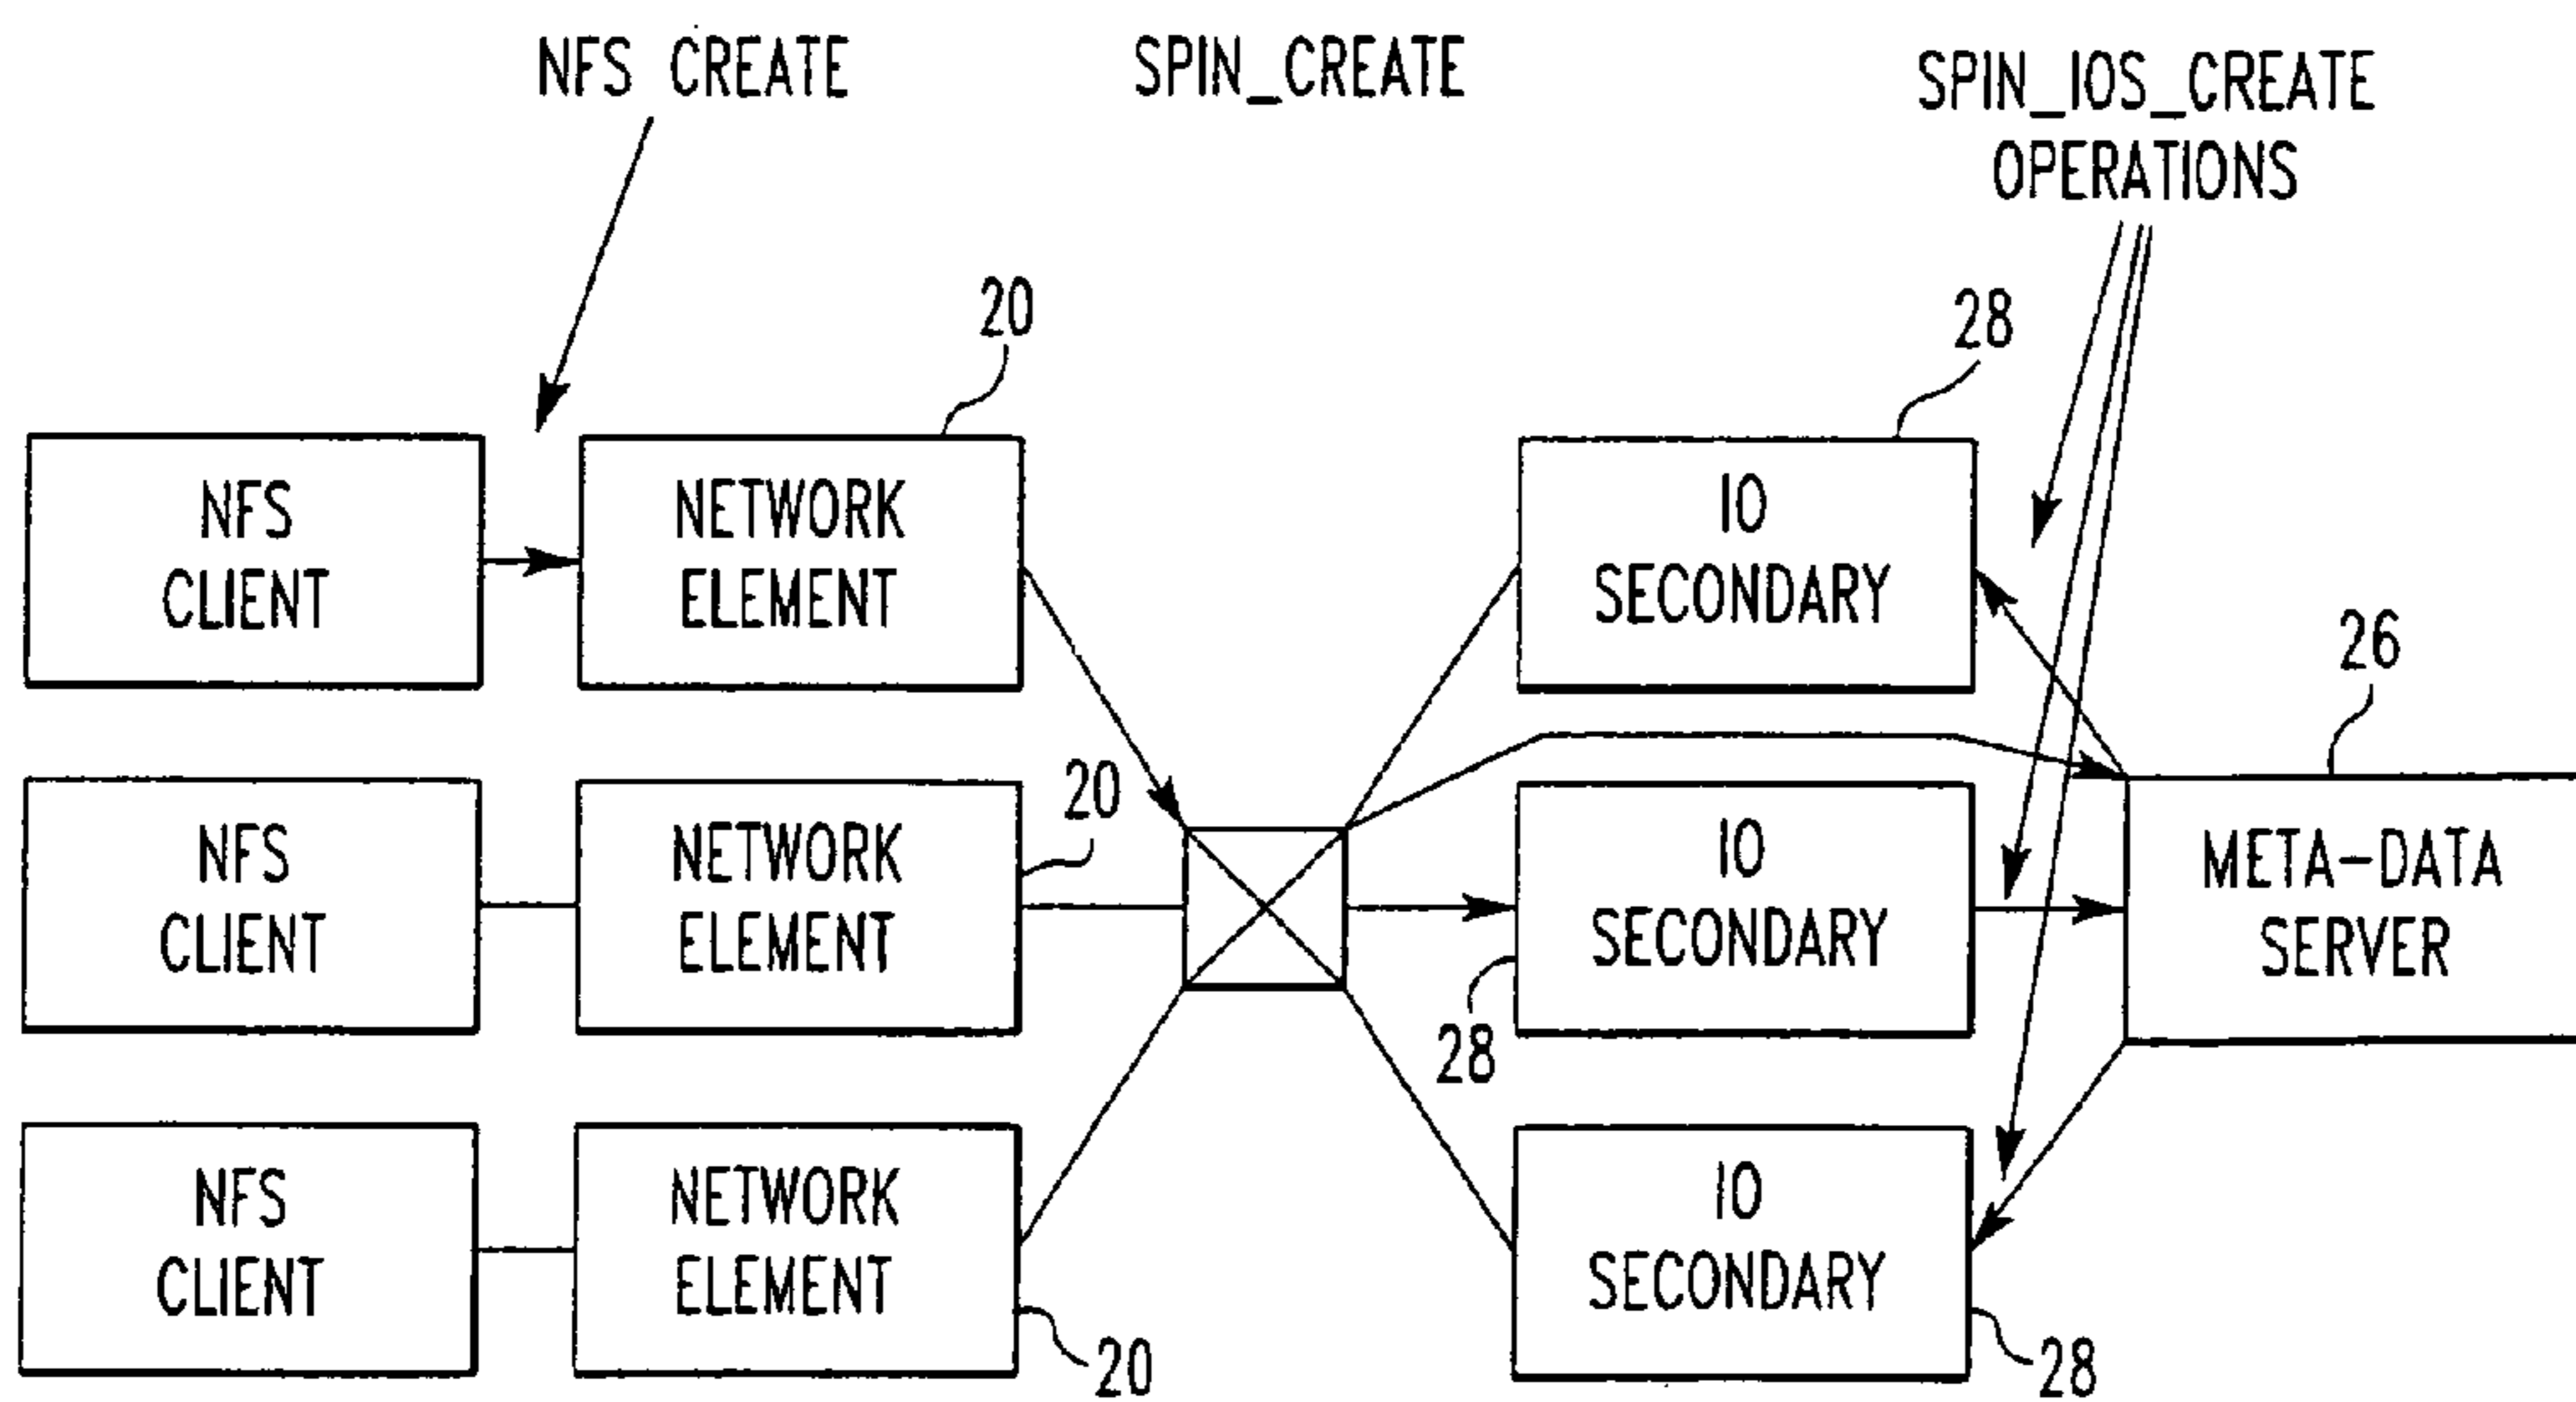 NFS CREATE
SPIN_CREATE
SPIN_IOS_CREATE
OPERATIONS
20
28
NFS
CLIENT
NETWORK
ELEMENT
IO
SECONDARY
26
20
NFS
CLIENT
NETWORK
ELEMENT
IO
SECONDARY
META-DATA
SERVER
28
NFS
CLIENT
NETWORK
ELEMENT
IO
SECONDARY
20
28